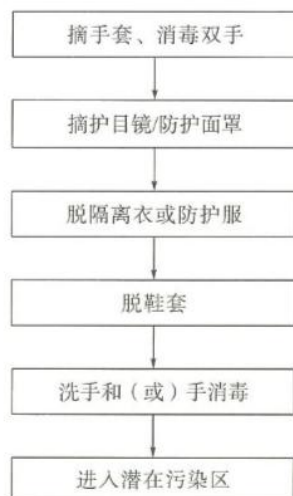 摘手套、消毒双手
摘护目镜/防护面罩
脱隔离衣或防护服
脱鞋套
洗手和（或）手消毒
进入潜在污染区